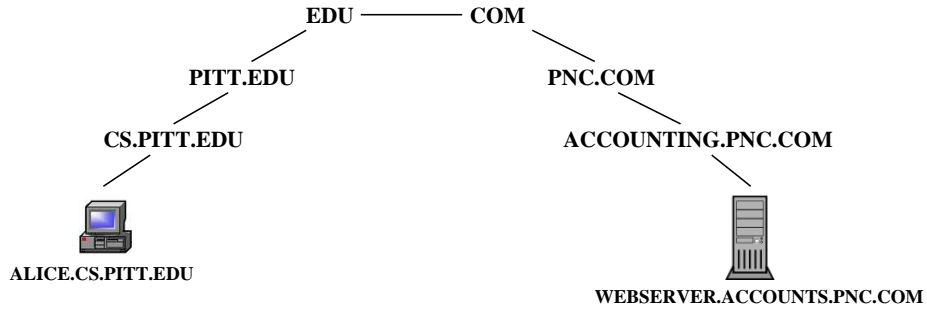 EDU COM
PITT.EDU PNC.COM
CS.PITT.EDU ACCOUNTING.PNC.COM
ALICE.CS.PITT.EDU
WEBSERVER.ACCOUNTS.PNC.COM